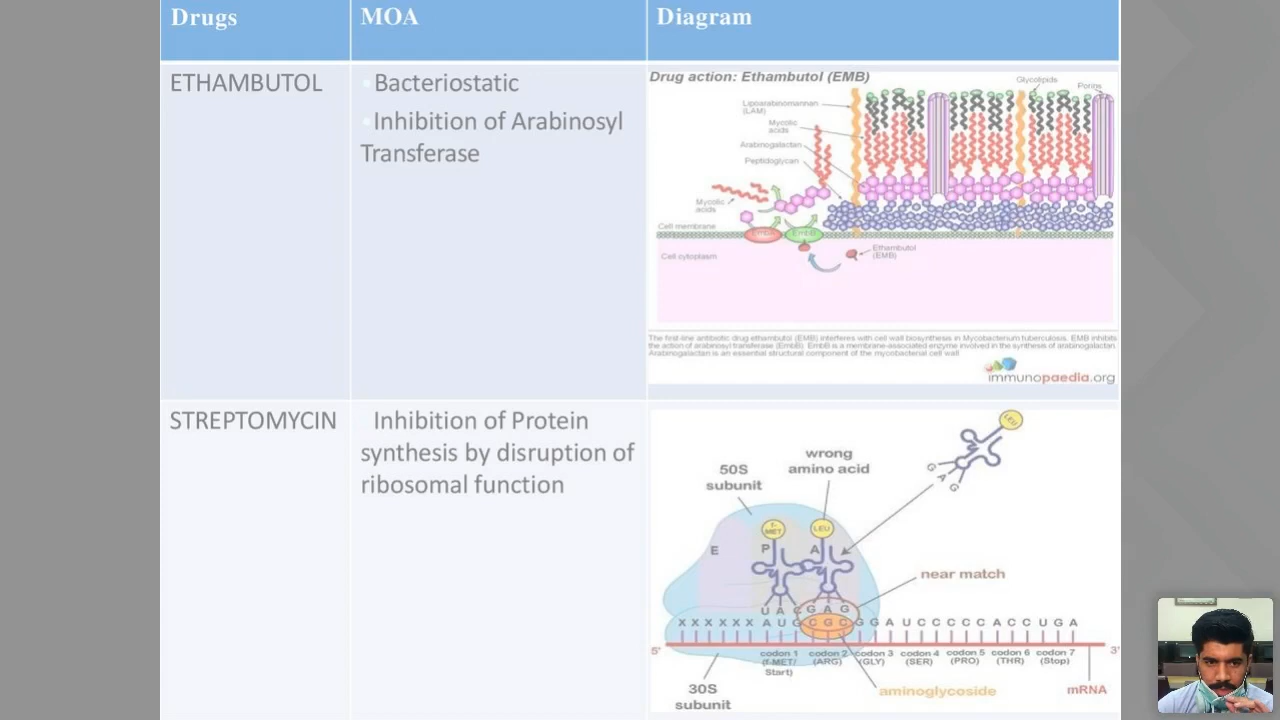 Drugs
MOA
Diagram
ETHAMBUTOL
Bacteriostatic
Inhibition of Arabinosyl
Transferase
Drug action: Ethambutol (EMB)
Glycolipids
Porins
Lipoarabinomannan
(LAM)
Mycolic
acids
Arabinogalactan
Peptidoglycan
Mycolic
acids
Cell membrane
EmbB
Ethambutol
(EMB)
Cell cytoplasm
The first-line antibiotic drug ethambutol (EMB) interferes with cell wall biosynthesis in Mycobacterium tuberculosis. EMB inhibits
the action of arabinosyl transferase (EmbB). EmbB is a membrane-associated enzyme involved in the synthesis of arabinogalactan.
Arabinogalactan is an essential structural component of the mycobacterial cell wall
immunopaedia.org
STREPTOMYCIN
Inhibition of Protein
synthesis by disruption of
ribosomal function
LEU
G A G
wrong
amino acid
50S
subunit
f-MET
LEU
E
P
A
near match
U A C G A G
X X X X X X A U G C G C G G A U C C C C A C C U G A
5'
3'
codon 1
(f-MET/
Start)
codon 2
(ARG)
codon 3
(GLY)
codon 4
(SER)
codon 5
(PRO)
codon 6
(THR)
codon 7
(Stop)
30S
subunit
aminoglycoside
mRNA